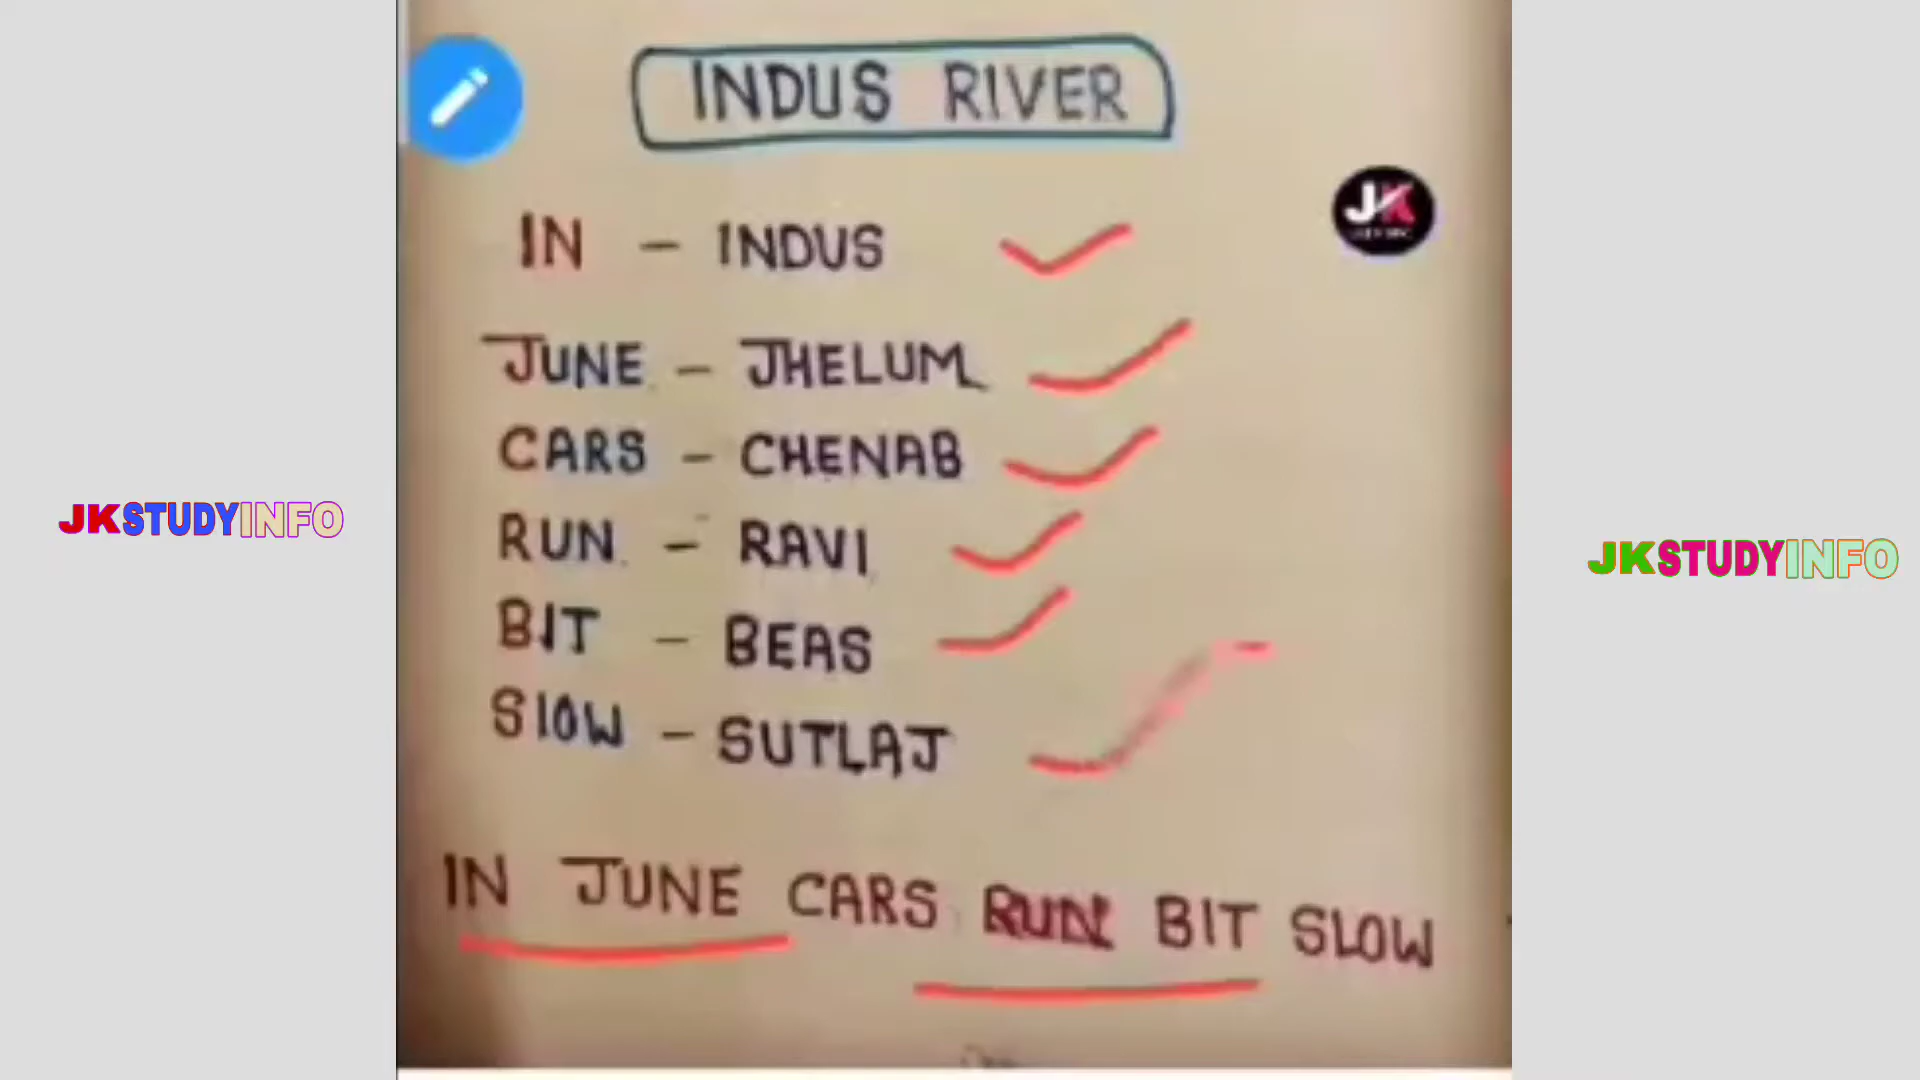 INDUS RIVER
JK
IN - INDUS
JUNE - JHELUM
CARS - CHENAB
RUN - RAVI
BIT - BEAS
SlOW - SUTLAJ
IN JUNE CARS RUN BIT SLOW
JKSTUDYINFO
JKSTUDYINFO